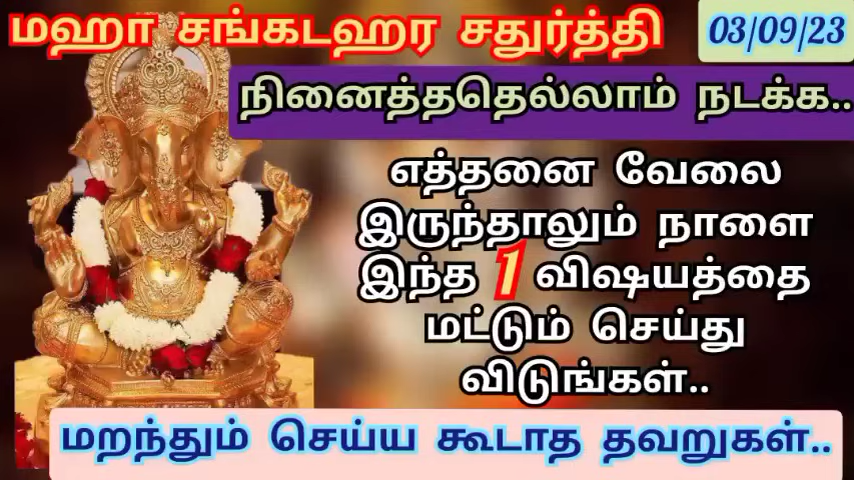 மஹா சங்கடஹர சதுர்த்தி
03/09/23
நினைத்ததெல்லாம் நடக்க..
எத்தனை வேலை
இருந்தாலும் நாளை
இந்த 1 விஷயத்தை
மட்டும் செய்து
விடுங்கள்..
மறந்தும் செய்ய கூடாத தவறுகள்..